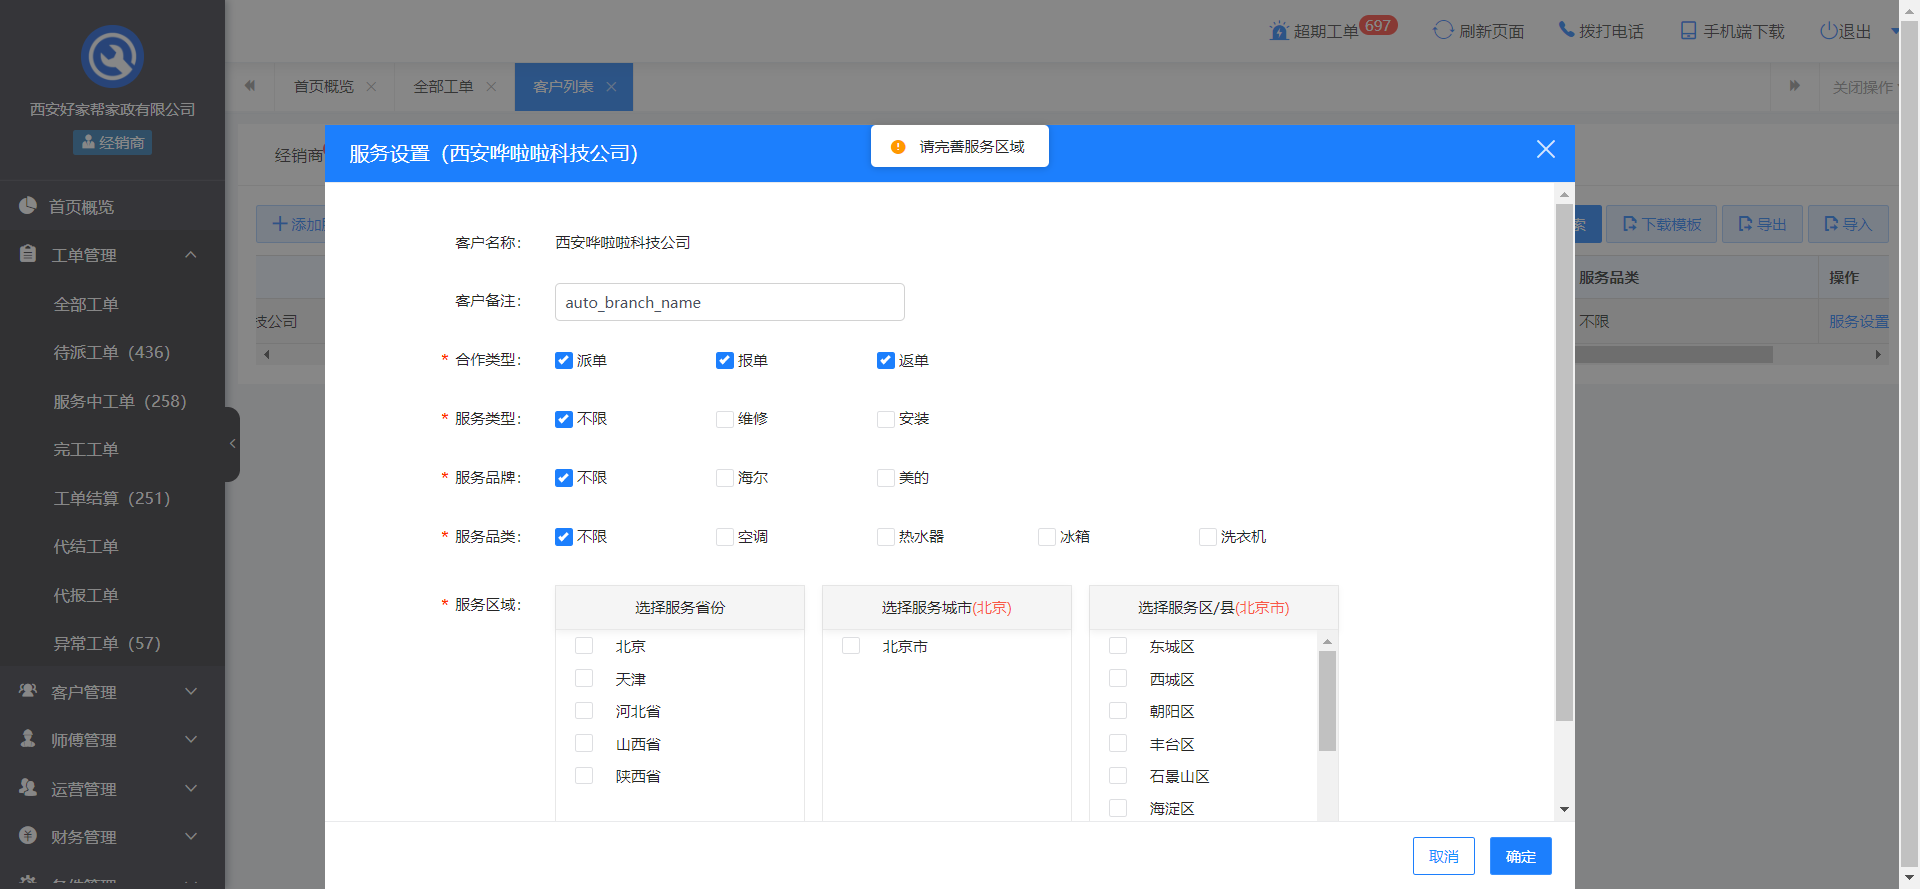 超期工单 697
刷新页面
拨打电话
手机端下载
退出
西安好家帮家政有限公司
经销商
首页概览
工单管理
全部工单
待派工单（436）
服务中工单（258）
完工工单
工单结算（251）
代结工单
代报工单
异常工单（57）
客户管理
师傅管理
运营管理
财务管理
首页概览
全部工单
客户列表
关闭操作
经销商
添加
索
下载模板
导出
导入
服务品类
操作
技公司
不限
服务设置
服务设置（西安哗啦啦科技公司）
请完善服务区域
客户名称： 西安哗啦啦科技公司
客户备注： auto_branch_name
* 合作类型： 派单 报单 返单
* 服务类型： 不限 维修 安装
* 服务品牌： 不限 海尔 美的
* 服务品类： 不限 空调 热水器 冰箱 洗衣机
* 服务区域： 选择服务省份 选择服务城市(北京) 选择服务区/县(北京市)
北京 北京市 东城区
天津 西城区
河北省 朝阳区
山西省 丰台区
陕西省 石景山区
海淀区
取消 确定